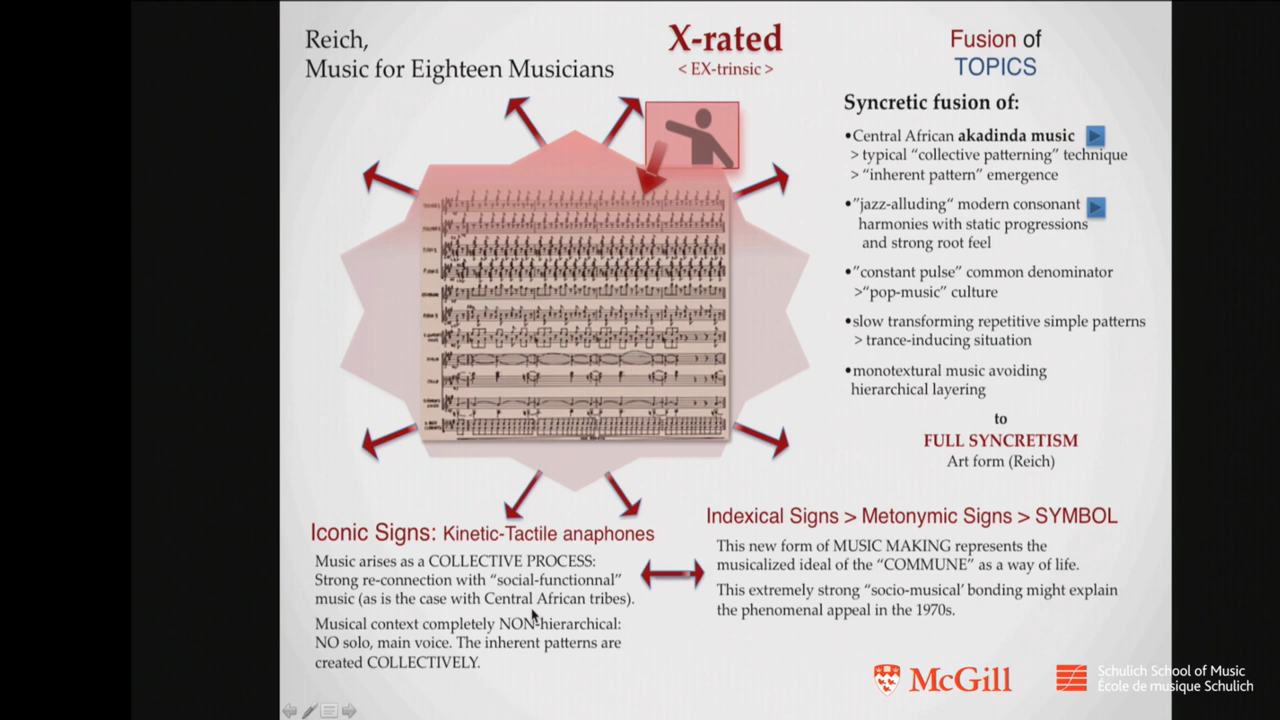 Reich,
Music for Eighteen Musicians
X-rated
< EX-trinsic >
Fusion of
TOPICS
Syncretic fusion of:
•Central African akadinda music
> typical “collective patterning” technique
> “inherent pattern” emergence
•”jazz-alluding“ modern consonant
harmonies with static progressions
and strong root feel
•”constant pulse” common denominator
>“pop-music” culture
•slow transforming repetitive simple patterns
> trance-inducing situation
•monotextural music avoiding
hierarchical layering
to
FULL SYNCRETISM
Art form (Reich)
Iconic Signs: Kinetic-Tactile anaphones
Music arises as a COLLECTIVE PROCESS:
Strong re-connection with “social-functionnal”
music (as is the case with Central African tribes).
Musical context completely NON-hierarchical:
NO solo, main voice. The inherent patterns are
created COLLECTIVELY.
Indexical Signs > Metonymic Signs > SYMBOL
This new form of MUSIC MAKING represents the
musicalized ideal of the “COMMUNE” as a way of life.
This extremely strong “socio-musical’ bonding might explain
the phenomenal appeal in the 1970s.
McGill
Schulich School of Music
École de musique Schulich